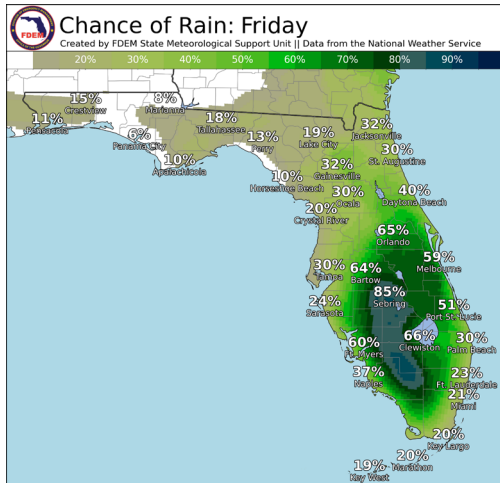 FDEM
Chance of Rain: Friday
Created by FDEM State Meteorological Support Unit || Data from the National Weather Service
20% 30% 40% 50% 60% 70% 80% 90%
15%
Crestview
8%
Marianna
11%
Pensacola
18%
Tallahassee
6%
Panama City
13%
Perry
19%
Lake City
32%
Jacksonville
30%
St. Augustine
10%
Apalachicola
32%
Gainesville
10%
Horseshoe Beach
30%
Ocala
40%
Daytona Beach
20%
Crystal River
65%
Orlando
59%
Melbourne
30%
Tampa
64%
Bartow
85%
Sebring
24%
Sarasota
51%
Port St. Lucie
60%
Ft. Myers
66%
Clewiston
30%
Palm Beach
37%
Naples
23%
Ft. Lauderdale
21%
Miami
20%
Key Largo
20%
Marathon
19%
Key West